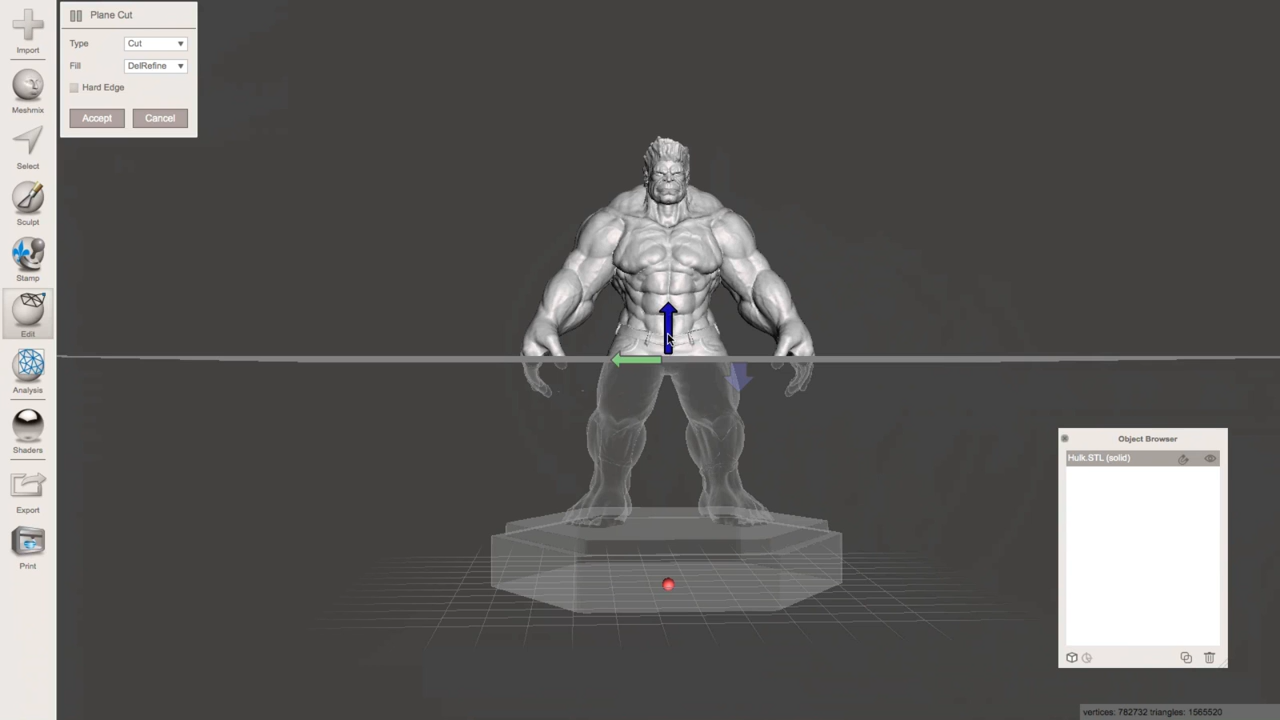 Plane Cut
Type Cut
Fill DelRefine
Hard Edge
Accept Cancel
Import
Meshmix
Select
Sculpt
Stamp
Edit
Analysis
Shaders
Export
Print
Object Browser
Hulk.STL (solid)
vertices: 782732 triangles: 1565520